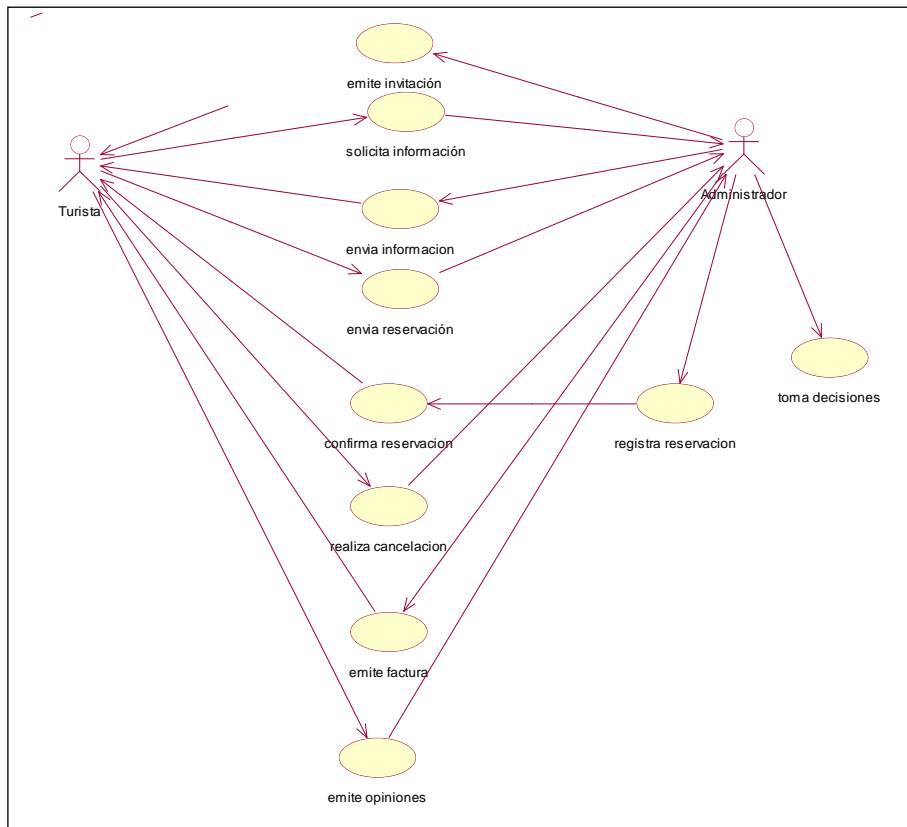 emite invitación
solicita información
Turista
Administrador
envia informacion
envia reservación
toma decisiones
confirma reservacion
registra reservacion
realiza cancelacion
emite factura
emite opiniones